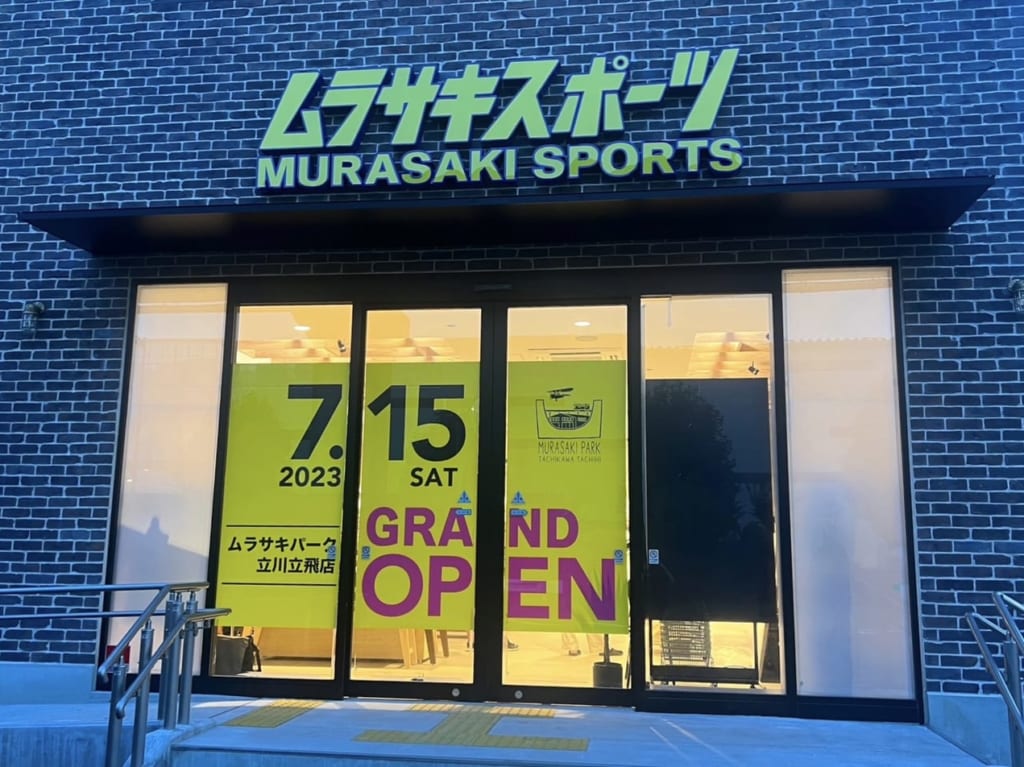 ムラサキスポーツ
MURASAKI SPORTS
7.15
2023 SAT
MURASAKI PARK
TACHIKAWA TACHIHI
ムラサキパーク
立川立飛店
GRAND
OPEN